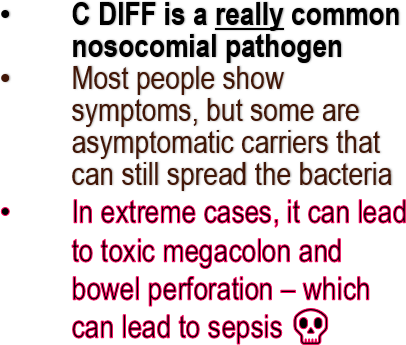 • C DIFF is a really common
nosocomial pathogen
• Most people show
symptoms, but some are
asymptomatic carriers that
can still spread the bacteria
• In extreme cases, it can lead
to toxic megacolon and
bowel perforation – which
can lead to sepsis 💀